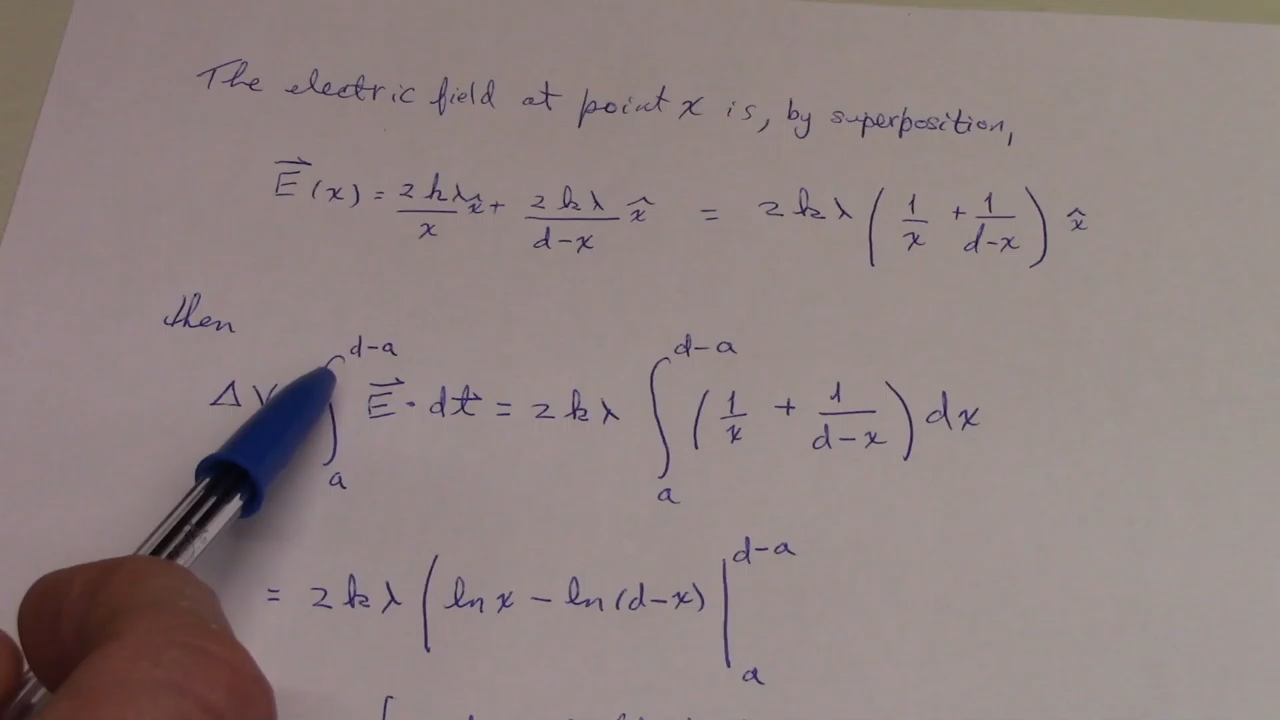 The electric field at point x is, by superposition,
E⃗(x) = 2kλ/x x̂ + 2kλ/(d-x) x̂ = 2kλ (1/x + 1/(d-x)) x̂
then
ΔV ∫_a^{d-a} E⃗ · dℓ⃗ = 2kλ ∫_a^{d-a} (1/x + 1/(d-x)) dx
= 2kλ (ln x - ln(d-x) |_a^{d-a}